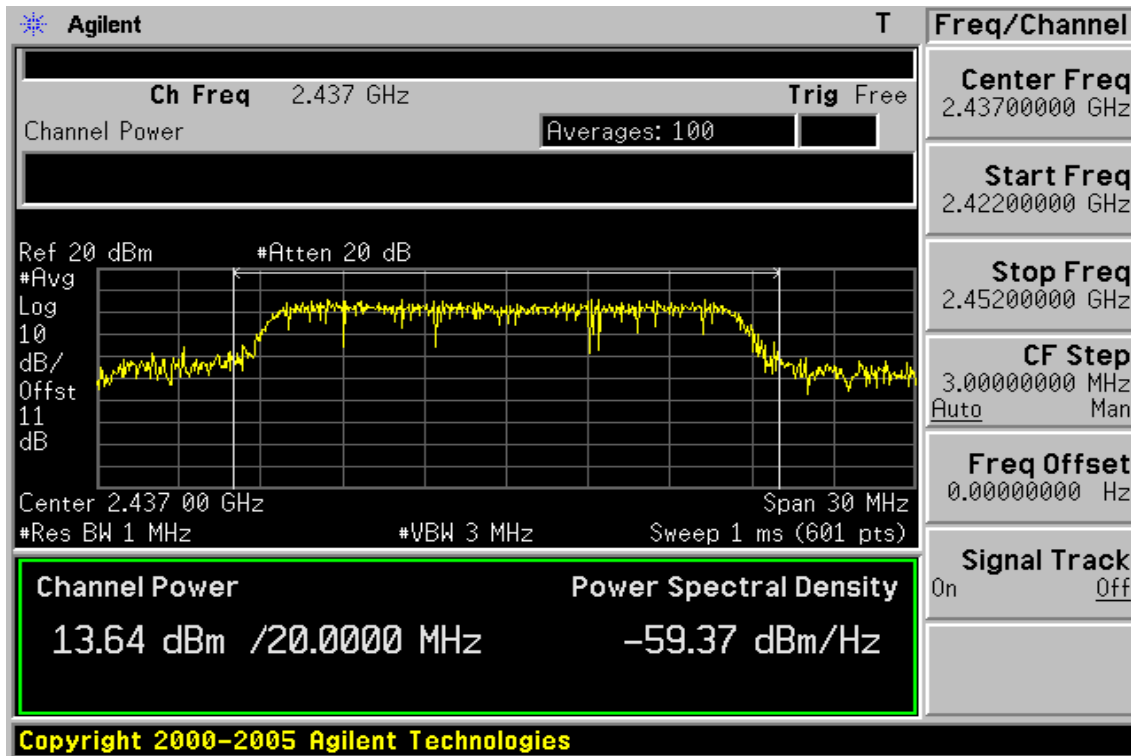 Agilent T
Ch Freq 2.437 GHz Trig Free
Channel Power Averages: 100
Ref 20 dBm #Atten 20 dB
#Avg
Log
10
dB/
Offst
11
dB
Center 2.437 00 GHz Span 30 MHz
#Res BW 1 MHz #VBW 3 MHz Sweep 1 ms (601 pts)
Channel Power Power Spectral Density
13.64 dBm /20.0000 MHz -59.37 dBm/Hz
Copyright 2000-2005 Agilent Technologies
Freq/Channel
Center Freq
2.43700000 GHz
Start Freq
2.42200000 GHz
Stop Freq
2.45200000 GHz
CF Step
3.00000000 MHz
Auto Man
Freq Offset
0.00000000 Hz
Signal Track
On Off